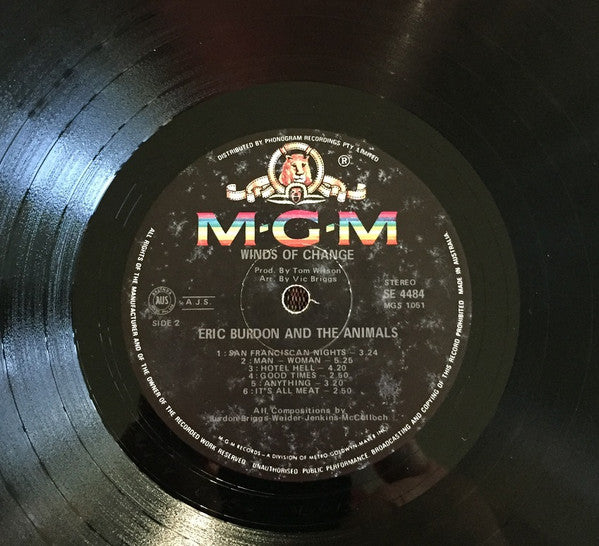 DISTRIBUTED BY PHONOGRAM RECORDINGS PTY. LIMITED
®
M-G-M
WINDS OF CHANGE
Prod. By Tom Wilson
Arr. By Vic Briggs
STEREO
SE 4484
MGS 1061
AUS
A.J.S.
SIDE 2
ERIC BURDON AND THE ANIMALS
1: SAN FRANCISCAN NIGHTS – 3.24
2: MAN – WOMAN – 5.25
3: HOTEL HELL – 4.20
4: GOOD TIMES – 2.50
5: ANYTHING – 3.20
6: IT'S ALL MEAT – 2.50
All Compositions by
Burdon-Briggs-Weider-Jenkins-McCulloch
M-G-M RECORDS – A DIVISION OF METRO-GOLDWYN-MAYER INC.
ALL RIGHTS OF THE MANUFACTURER AND OF THE OWNER OF THE RECORDED WORK RESERVED. UNAUTHORISED PUBLIC PERFORMANCE BROADCASTING AND COPYING OF THIS RECORD PROHIBITED MADE IN AUSTRALIA.